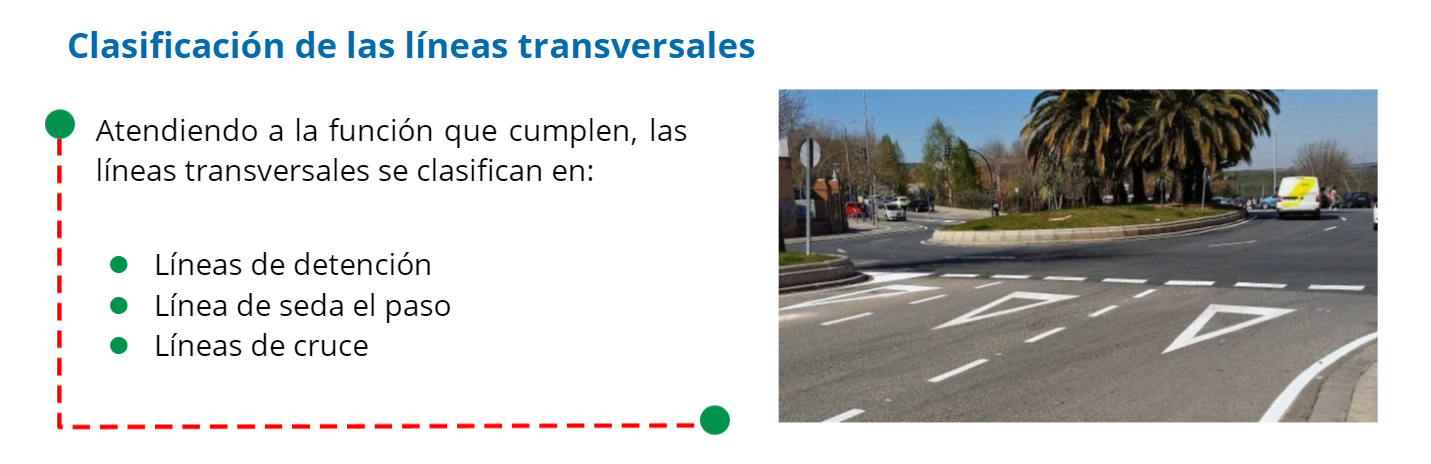 Clasificación de las líneas transversales
Atendiendo a la función que cumplen, las
líneas transversales se clasifican en:
Líneas de detención
Línea de seda el paso
Líneas de cruce